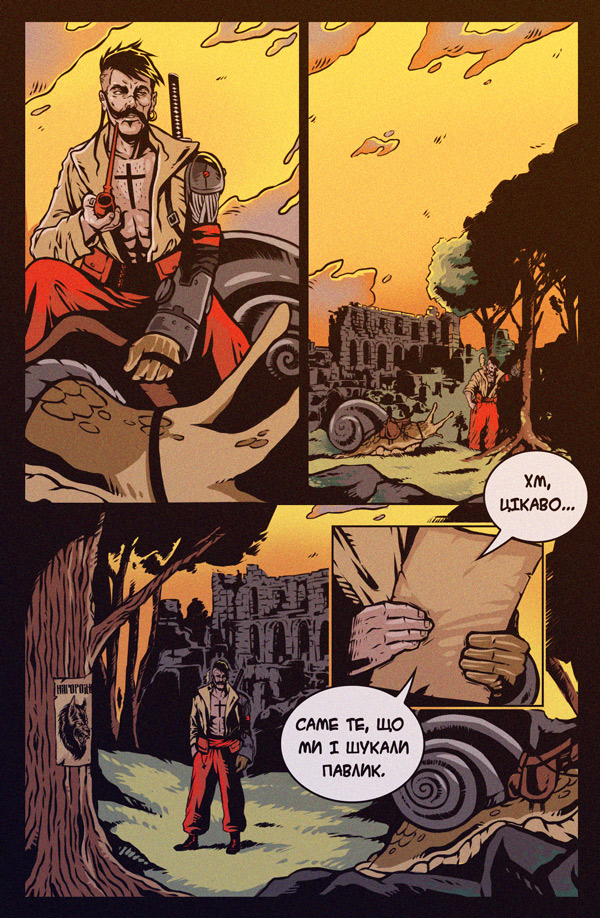 ХМ,
ЦІКАВО...
НАГОРОДА
САМЕ ТЕ, ЩО
МИ І ШУКАЛИ
ПАВЛИК.